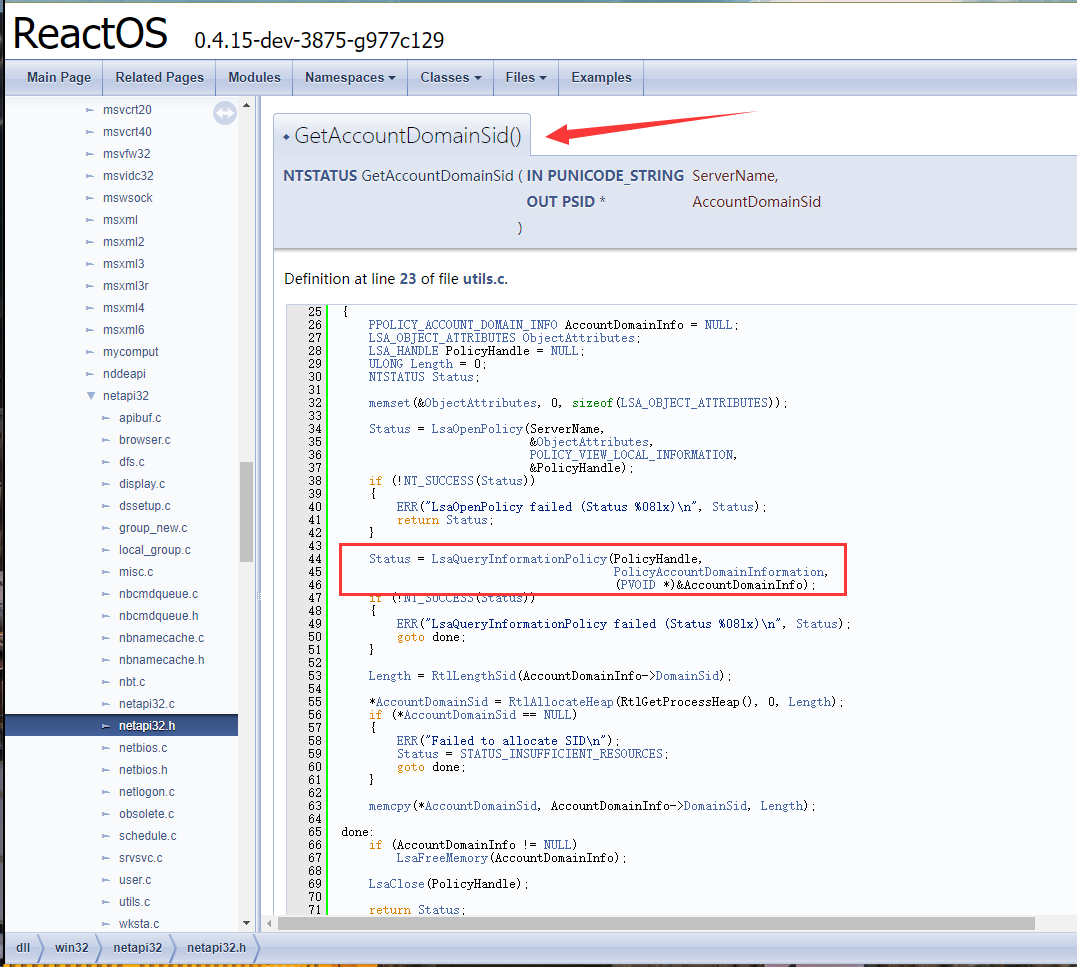 ReactOS 0.4.15-dev-3875-g977c129
Main Page Related Pages Modules Namespaces Classes Files Examples
msvcrt20
msvcrt40
msvfw32
msvidc32
mswsock
msxml
msxml2
msxml3
msxml3r
msxml4
msxml6
mycomput
nddeapi
netapi32
apibuf.c
browser.c
dfs.c
display.c
dssetup.c
group_new.c
local_group.c
misc.c
nbcmdqueue.c
nbcmdqueue.h
nbnamecache.c
nbnamecache.h
nbt.c
netapi32.c
netapi32.h
netbios.c
netbios.h
netlogon.c
obsolete.c
schedule.c
srvsvc.c
user.c
utils.c
wksta.c
GetAccountDomainSid()
NTSTATUS GetAccountDomainSid ( IN PUNICODE_STRING ServerName,
OUT PSID * AccountDomainSid
)
Definition at line 23 of file utils.c.
25 {
26 PPOLICY_ACCOUNT_DOMAIN_INFO AccountDomainInfo = NULL;
27 LSA_OBJECT_ATTRIBUTES ObjectAttributes;
28 LSA_HANDLE PolicyHandle = NULL;
29 ULONG Length = 0;
30 NTSTATUS Status;
31
32 memset(&ObjectAttributes, 0, sizeof(LSA_OBJECT_ATTRIBUTES));
33
34 Status = LsaOpenPolicy(ServerName,
35 &ObjectAttributes,
36 POLICY_VIEW_LOCAL_INFORMATION,
37 &PolicyHandle);
38 if (!NT_SUCCESS(Status))
39 {
40 ERR("LsaOpenPolicy failed (Status %08lx)\n", Status);
41 return Status;
42 }
43
44 Status = LsaQueryInformationPolicy(PolicyHandle,
45 PolicyAccountDomainInformation,
46 (PVOID *)&AccountDomainInfo);
47 if (!NT_SUCCESS(Status))
48 {
49 ERR("LsaQueryInformationPolicy failed (Status %08lx)\n", Status);
50 goto done;
51 }
52
53 Length = RtlLengthSid(AccountDomainInfo->DomainSid);
54
55 *AccountDomainSid = RtlAllocateHeap(RtlGetProcessHeap(), 0, Length);
56 if (*AccountDomainSid == NULL)
57 {
58 ERR("Failed to allocate SID\n");
59 Status = STATUS_INSUFFICIENT_RESOURCES;
60 goto done;
61 }
62
63 memcpy(*AccountDomainSid, AccountDomainInfo->DomainSid, Length);
64
65 done:
66 if (AccountDomainInfo != NULL)
67 LsaFreeMemory(AccountDomainInfo);
68
69 LsaClose(PolicyHandle);
70
71 return Status;
dll win32 netapi32 netapi32.h